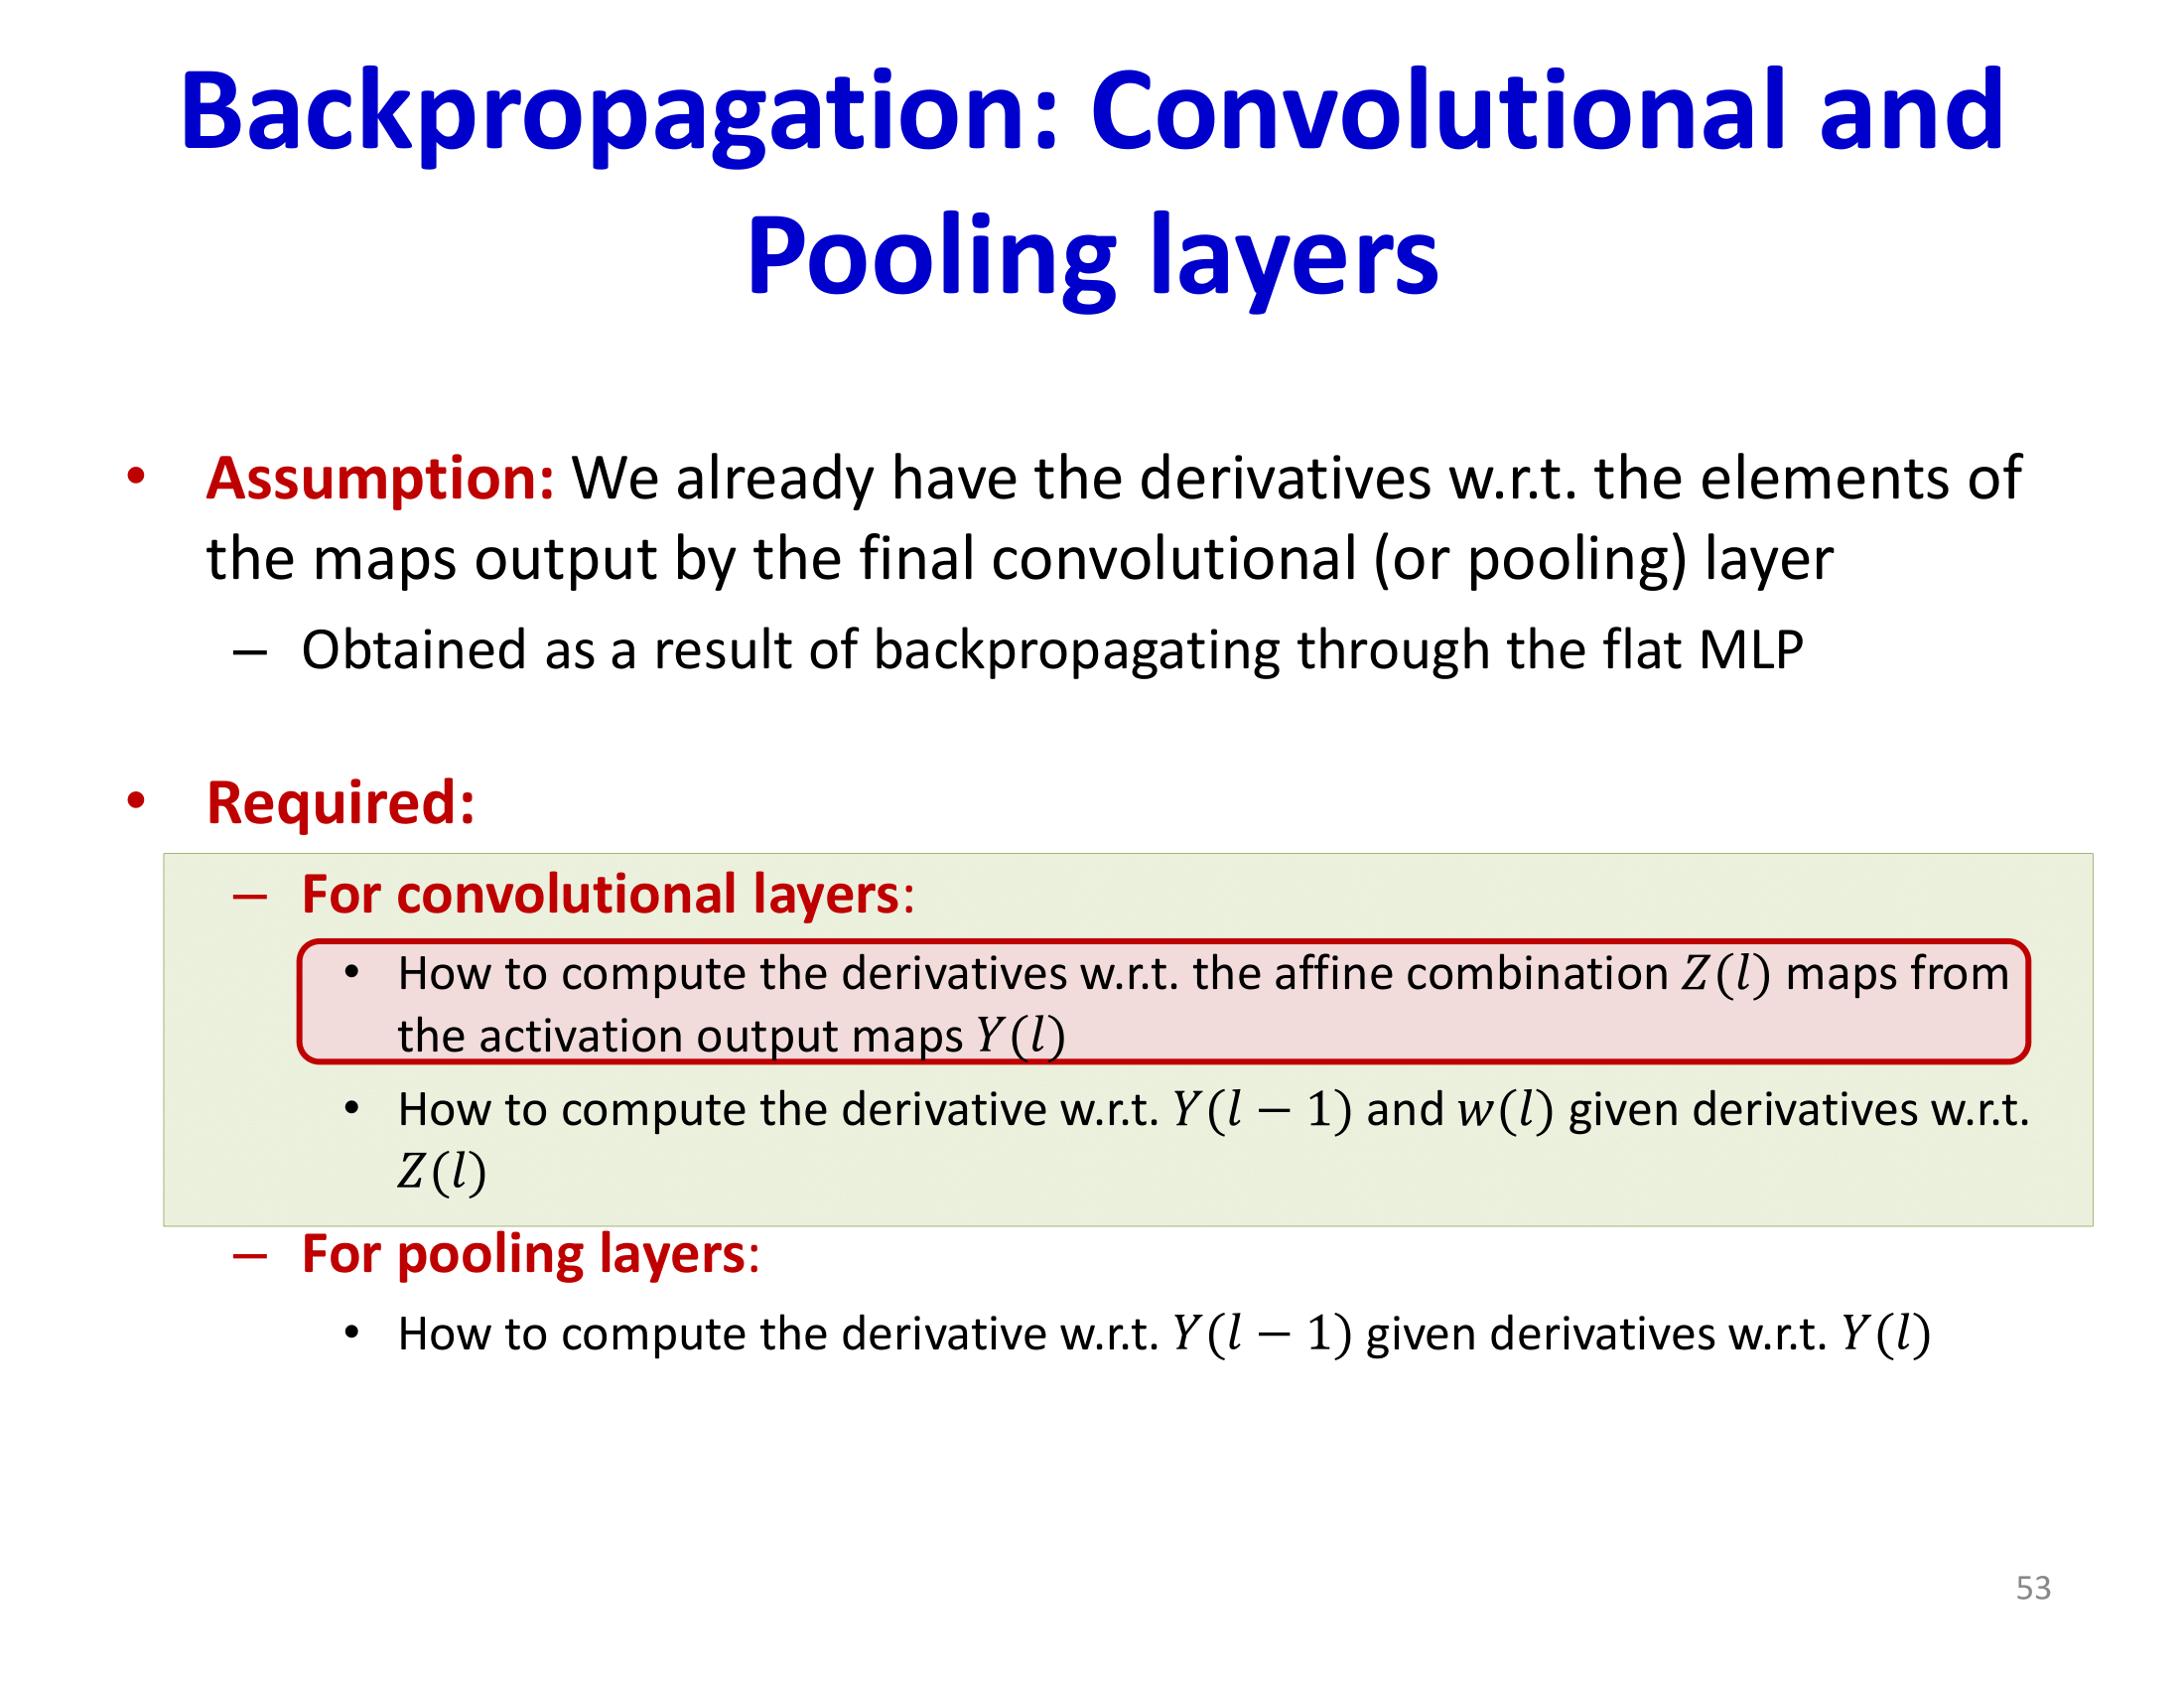 Backpropagation: Convolutional and
Pooling layers
• Assumption: We already have the derivatives w.r.t. the elements of
the maps output by the final convolutional (or pooling) layer
– Obtained as a result of backpropagating through the flat MLP
• Required:
– For convolutional layers:
• How to compute the derivatives w.r.t. the affine combination Z(l) maps from
the activation output maps Y(l)
• How to compute the derivative w.r.t. Y(l − 1) and w(l) given derivatives w.r.t.
Z(l)
– For pooling layers:
• How to compute the derivative w.r.t. Y(l − 1) given derivatives w.r.t. Y(l)
53